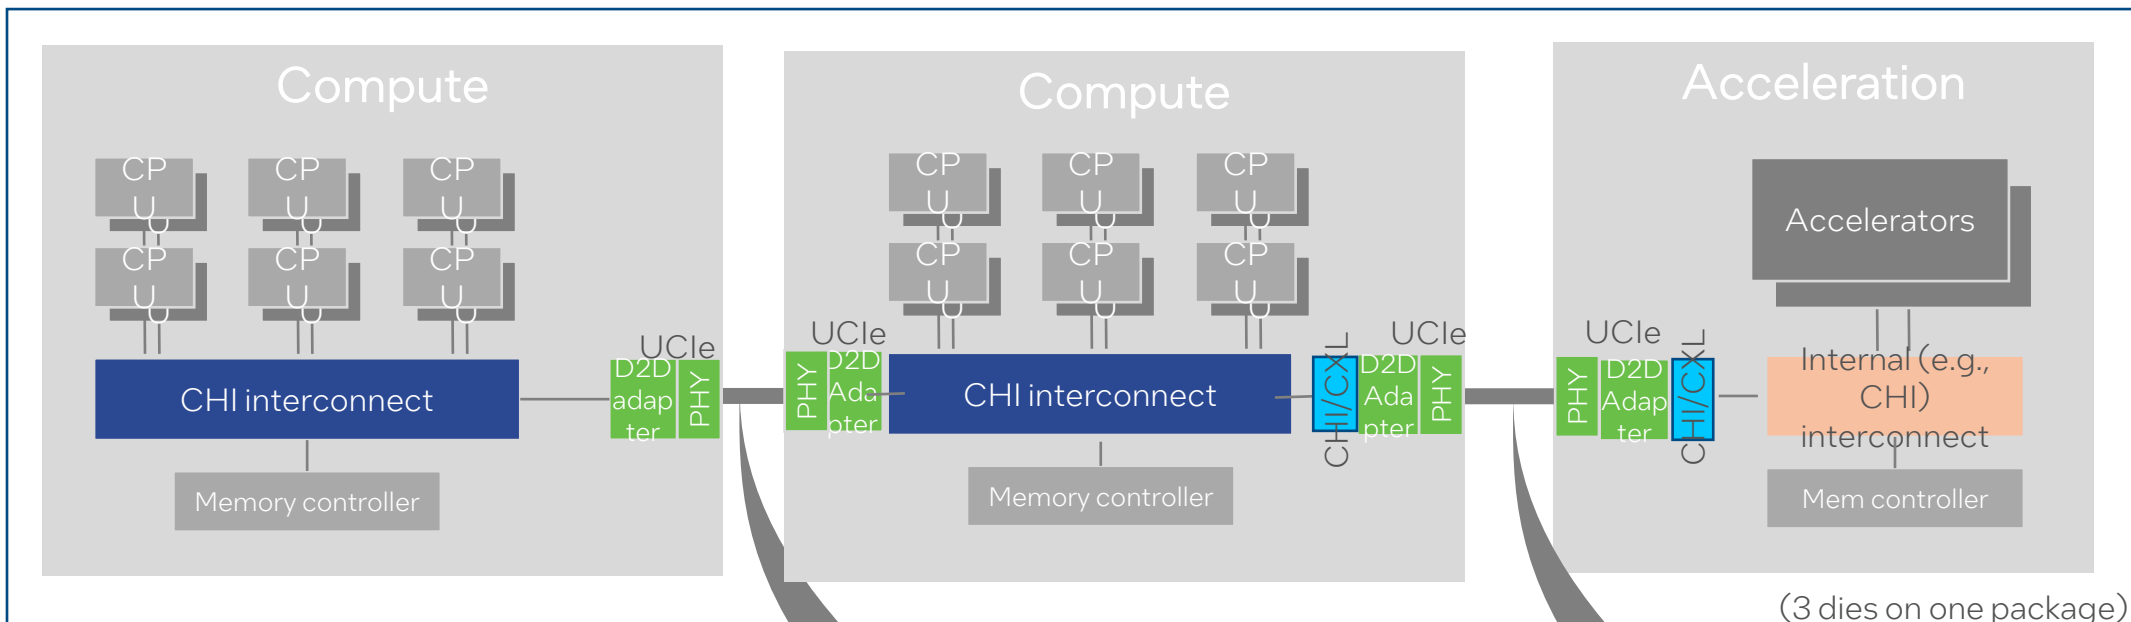 Compute
CP
U
U
CP
U
U
CP
U
U
CP
U
U
CP
U
U
CP
U
U
UCIe
CHI interconnect
D2D
adap
ter
PHY
Memory controller
Compute
CP
U
U
CP
U
U
CP
U
U
CP
U
U
CP
U
U
CP
U
U
UCIe
PHY
D2D
Ada
pter
CHI interconnect
CHI/CXL
UCIe
D2D
Ada
pter
PHY
Memory controller
Acceleration
Accelerators
UCIe
PHY
D2D
Adap
ter
CHI/CXL
Internal (e.g.,
CHI)
interconnect
Mem controller
(3 dies on one package)